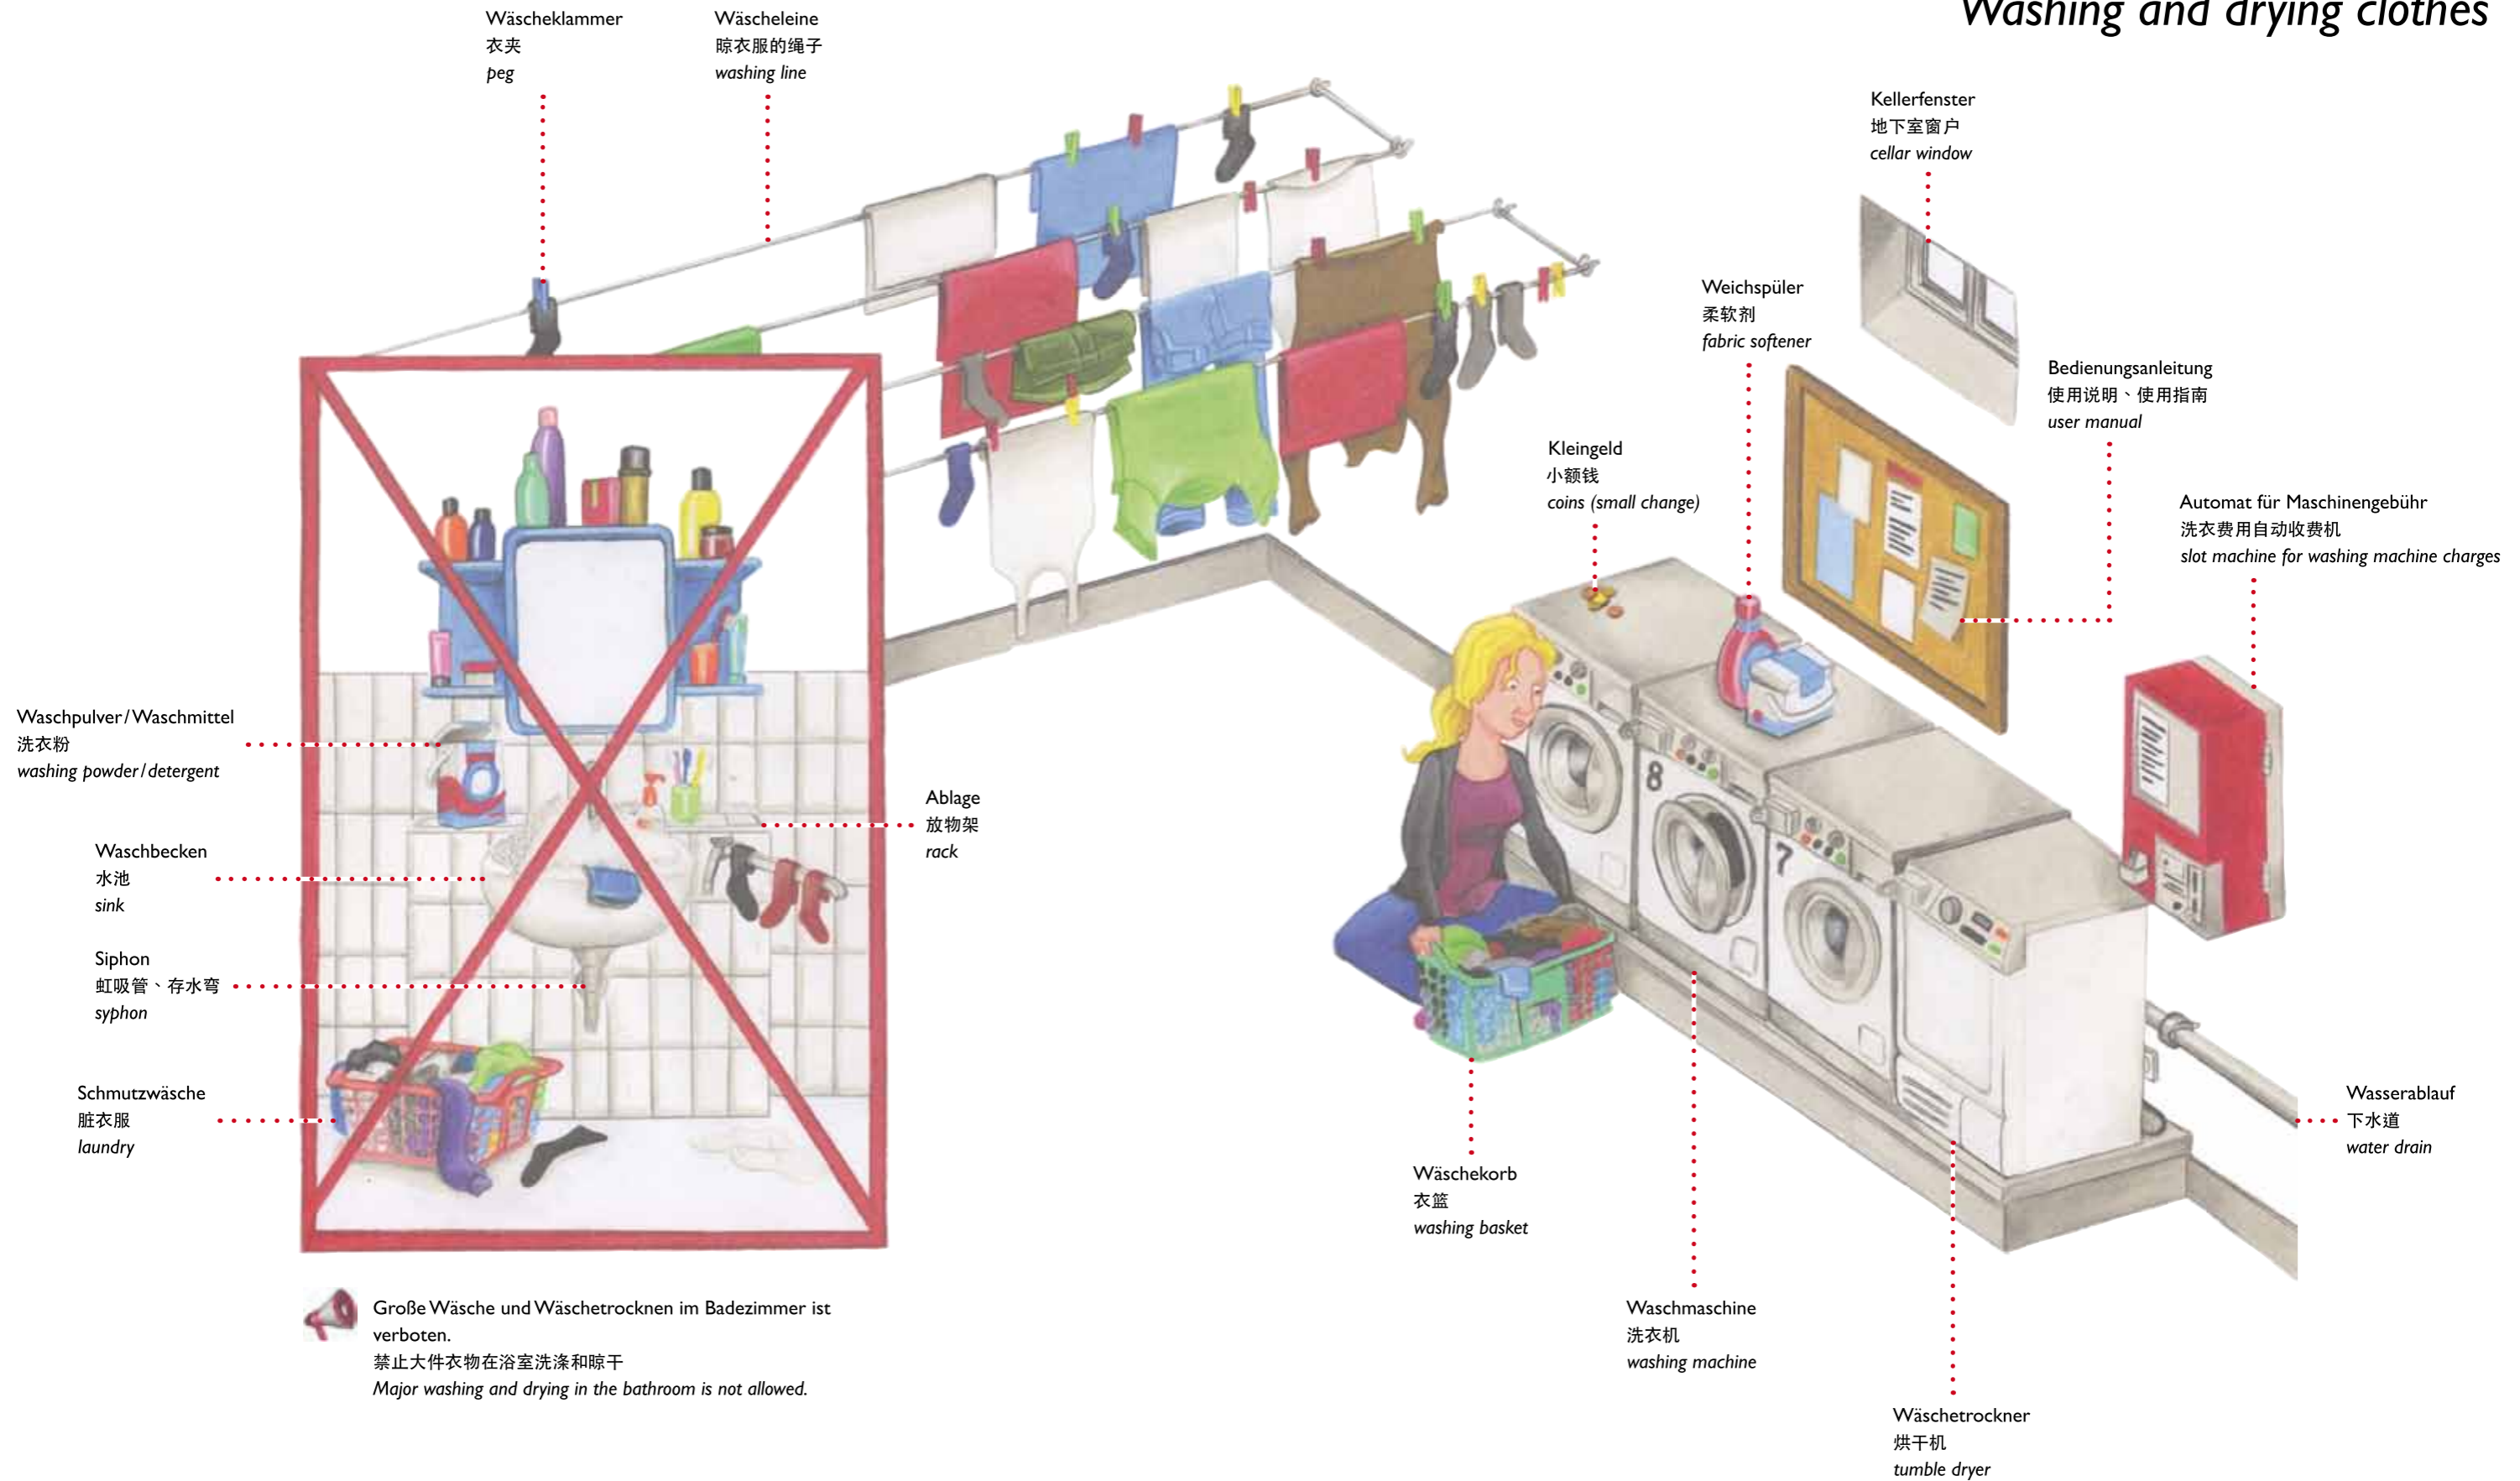 Washing and drying clothes
Wäscheklammer
衣夹
peg
Wäscheleine
晾衣服的绳子
washing line
Kellerfenster
地下室窗户
cellar window
Weichspüler
柔软剂
fabric softener
Bedienungsanleitung
使用说明、使用指南
user manual
Kleingeld
小额钱
coins (small change)
Automat für Maschinengebühr
洗衣费用自动收费机
slot machine for washing machine charges
Waschpulver/Waschmittel
洗衣粉
washing powder/detergent
Ablage
放物架
rack
8
7
Waschbecken
水池
sink
Siphon
虹吸管、存水弯
syphon
Schmutzwäsche
脏衣服
laundry
Wasserablauf
下水道
water drain
Wäschekorb
衣篮
washing basket
Große Wäsche und Wäschetrocknen im Badezimmer ist
verboten.
禁止大件衣物在浴室洗涤和晾干
Major washing and drying in the bathroom is not allowed.
Waschmaschine
洗衣机
washing machine
Wäschetrockner
烘干机
tumble dryer